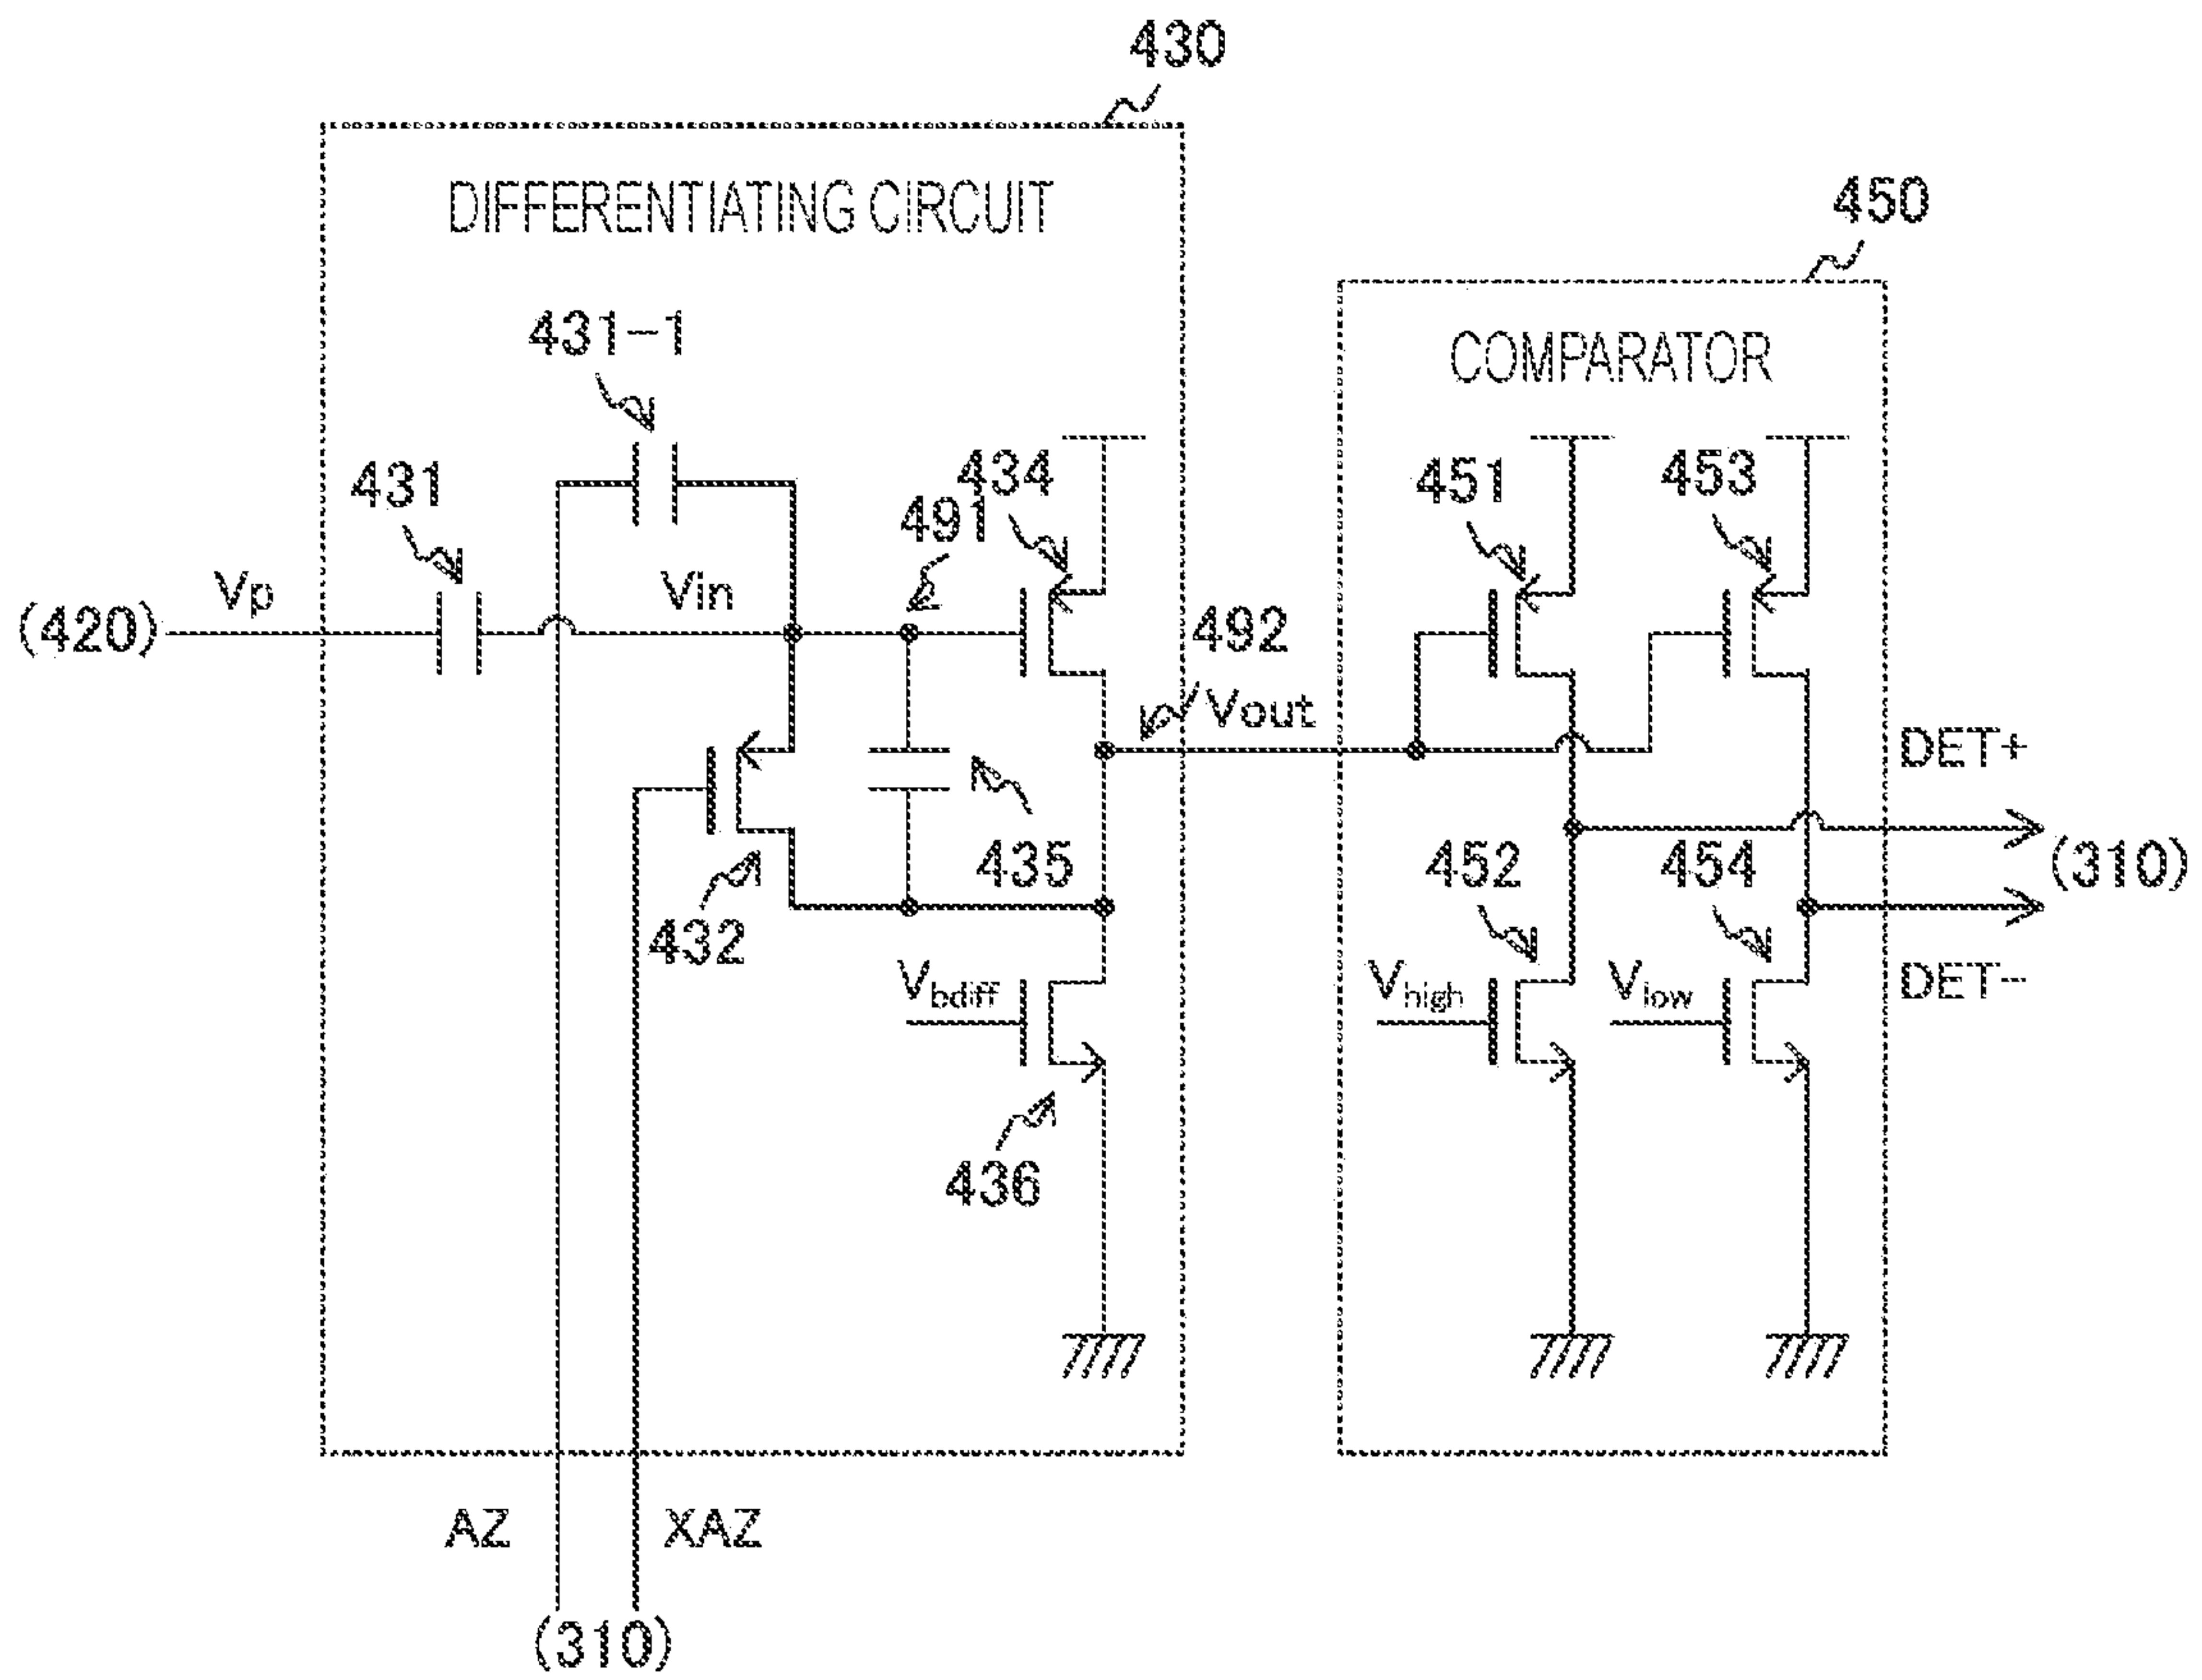 430
DIFFERENTIATING CIRCUIT
450
431-1
COMPARATOR
431
491
434
451
453
Vp
Vin
(420)
492
Vout
DET+
435
452
454
(310)
432
Vbdiff
Vhigh
Vlow
DET-
436
AZ
XAZ
(310)